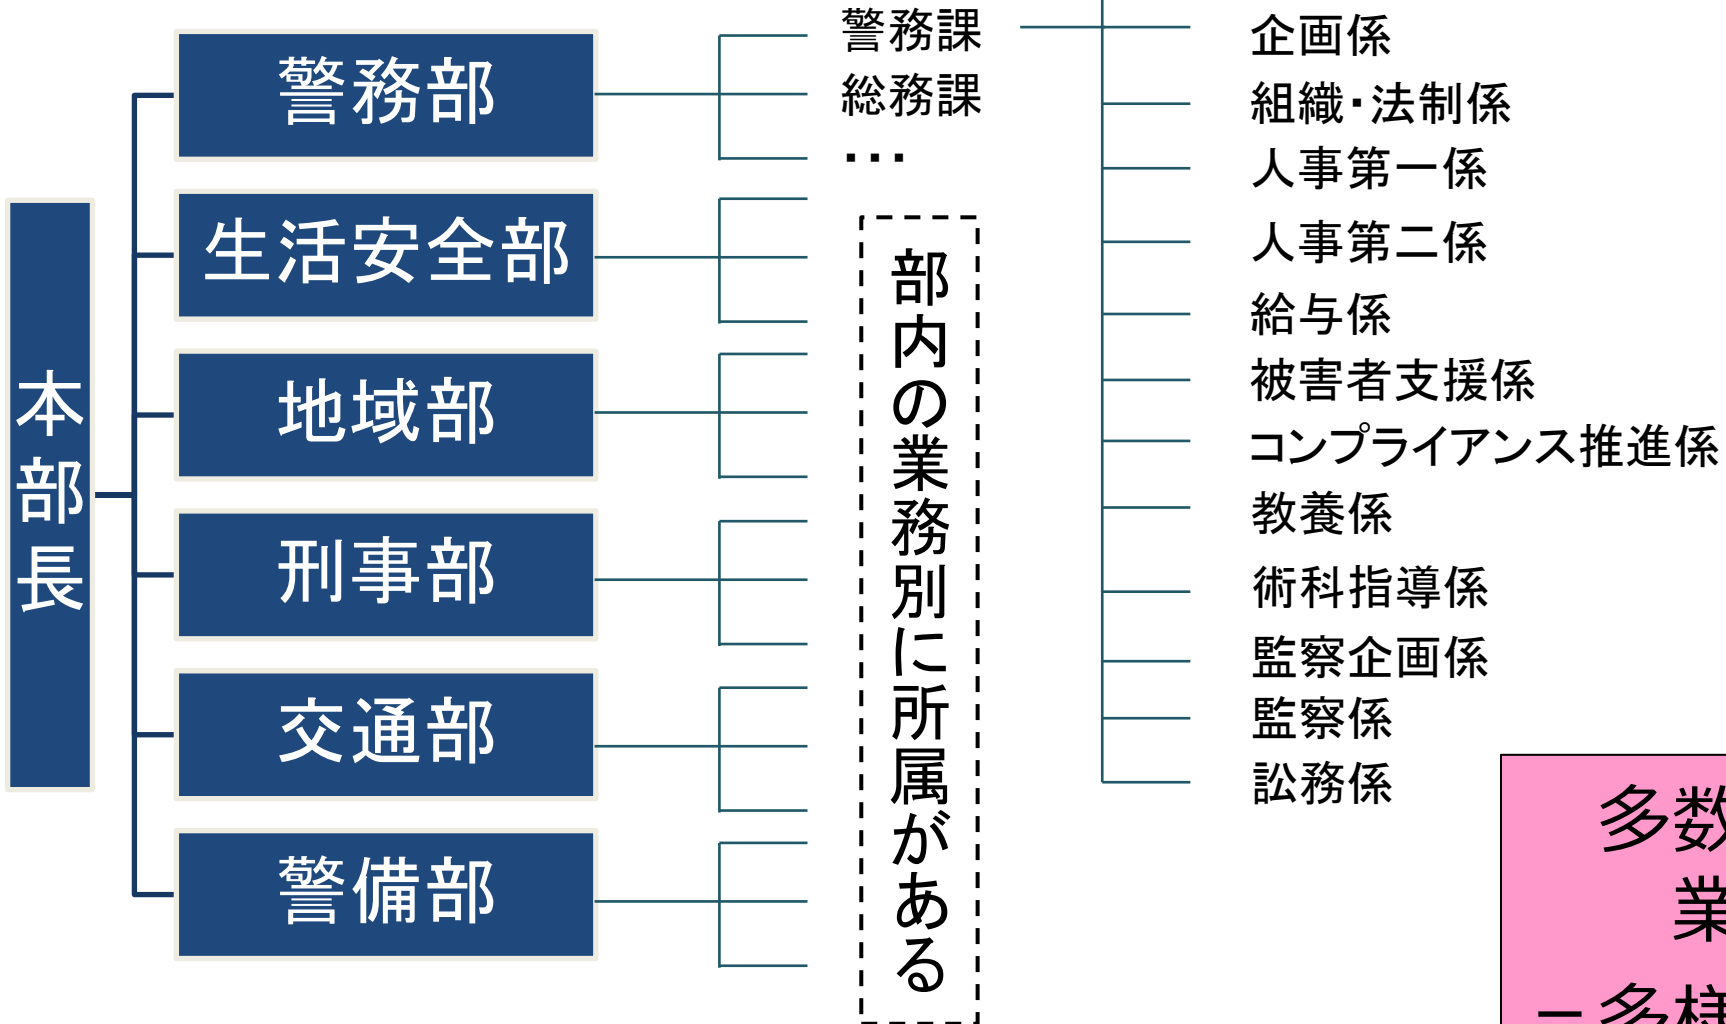 本部長
警務部
生活安全部
地域部
刑事部
交通部
警備部
警務課
総務課
・・・
部内の業務別に所属がある
企画係
組織・法制係
人事第一係
人事第二係
給与係
被害者支援係
コンプライアンス推進係
教養係
術科指導係
監察企画係
監察係
訟務係
多数
業
＝多様